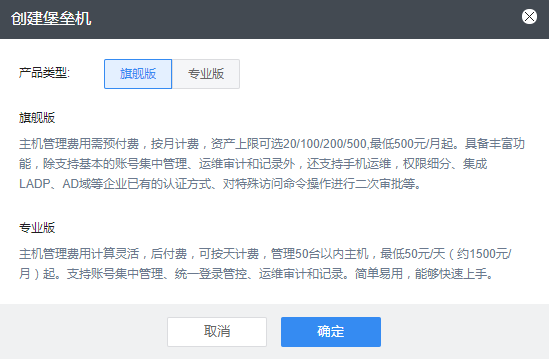 创建堡垒机
产品类型: 旗舰版 专业版
旗舰版
主机管理费用需预付费，按月计费，资产上限可选20/100/200/500,最低500元/月起。具备丰富功
能，除支持基本的账号集中管理、运维审计和记录外，还支持手机运维，权限细分、集成
LADP、AD域等企业已有的认证方式、对特殊访问命令操作进行二次审批等。
专业版
主机管理费用计算灵活，后付费，可按天计费，管理50台以内主机，最低50元/天（约1500元/
月）起。支持账号集中管理、统一登录管控、运维审计和记录。简单易用，能够快速上手。
取消 确定